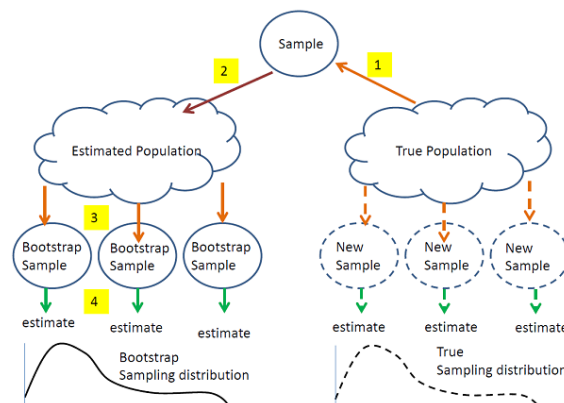 Sample
2
1
Estimated Population
True Population
3
Bootstrap
Sample
Bootstrap
Sample
Bootstrap
Sample
New
Sample
New
Sample
New
Sample
4
estimate
estimate
estimate
estimate
estimate
estimate
Bootstrap
Sampling distribution
True
Sampling distribution